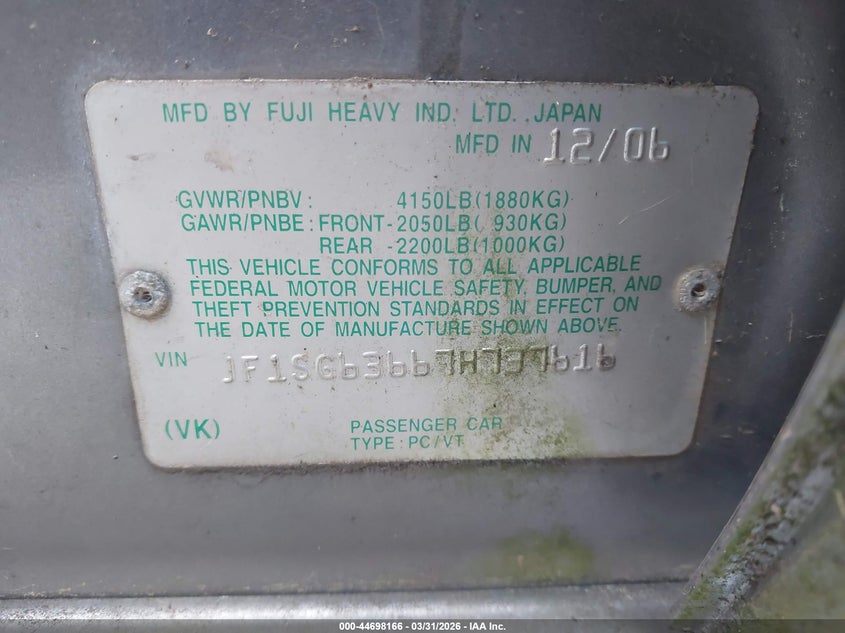 MFD BY FUJI HEAVY IND. LTD. JAPAN
MFD IN 12/06
GVWR/PNBV : 4150LB(1880KG)
GAWR/PNBE : FRONT-2050LB( 930KG)
REAR -2200LB(1000KG)
THIS VEHICLE CONFORMS TO ALL APPLICABLE
FEDERAL MOTOR VEHICLE SAFETY, BUMPER, AND
THEFT PREVENTION STANDARDS IN EFFECT ON
THE DATE OF MANUFACTURE SHOWN ABOVE.
VIN JF1SG63667H737616
(VK) PASSENGER CAR
TYPE : PC/VT
000-44698166 - 03/31/2026 - IAA Inc.